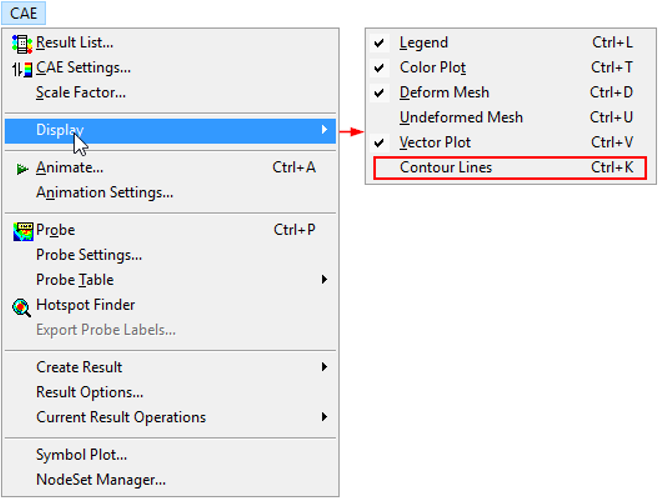 CAE
Result List...
CAE Settings...
Scale Factor...
Display
Animate... Ctrl+A
Animation Settings...
Probe Ctrl+P
Probe Settings...
Probe Table
Hotspot Finder
Export Probe Labels...
Create Result
Result Options...
Current Result Operations
Symbol Plot...
NodeSet Manager...
Legend Ctrl+L
Color Plot Ctrl+T
Deform Mesh Ctrl+D
Undeformed Mesh Ctrl+U
Vector Plot Ctrl+V
Contour Lines Ctrl+K